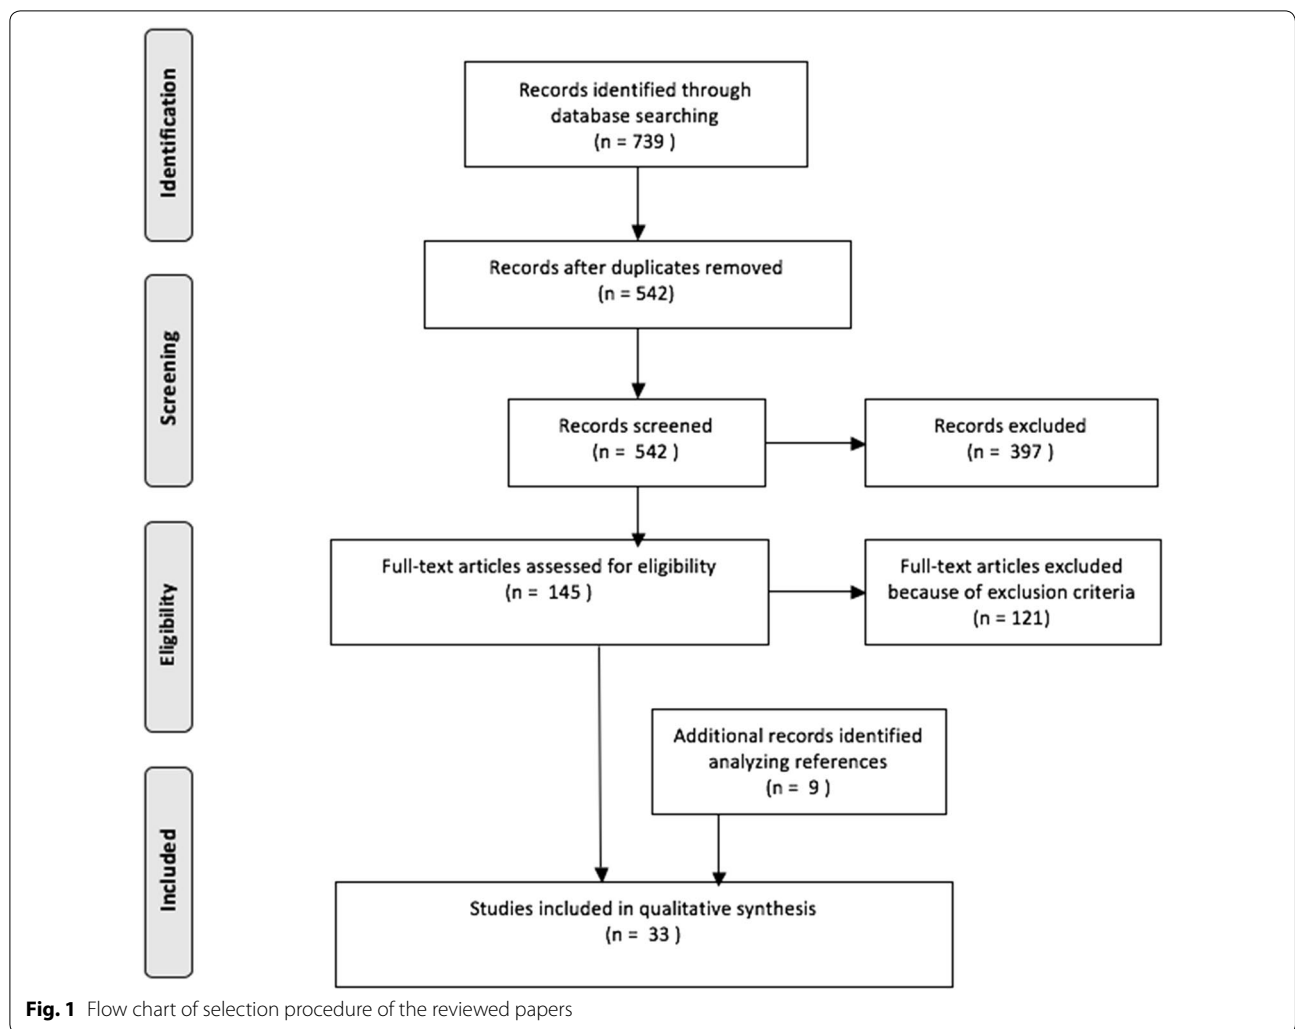 Identification
Records identified through
database searching
(n = 739 )
Records after duplicates removed
(n = 542)
Screening
Records screened
(n = 542 )
Records excluded
(n = 397 )
Eligibility
Full-text articles assessed for eligibility
(n = 145 )
Full-text articles excluded
because of exclusion criteria
(n = 121)
Additional records identified
analyzing references
(n = 9 )
Included
Studies included in qualitative synthesis
(n = 33 )
Fig. 1 Flow chart of selection procedure of the reviewed papers